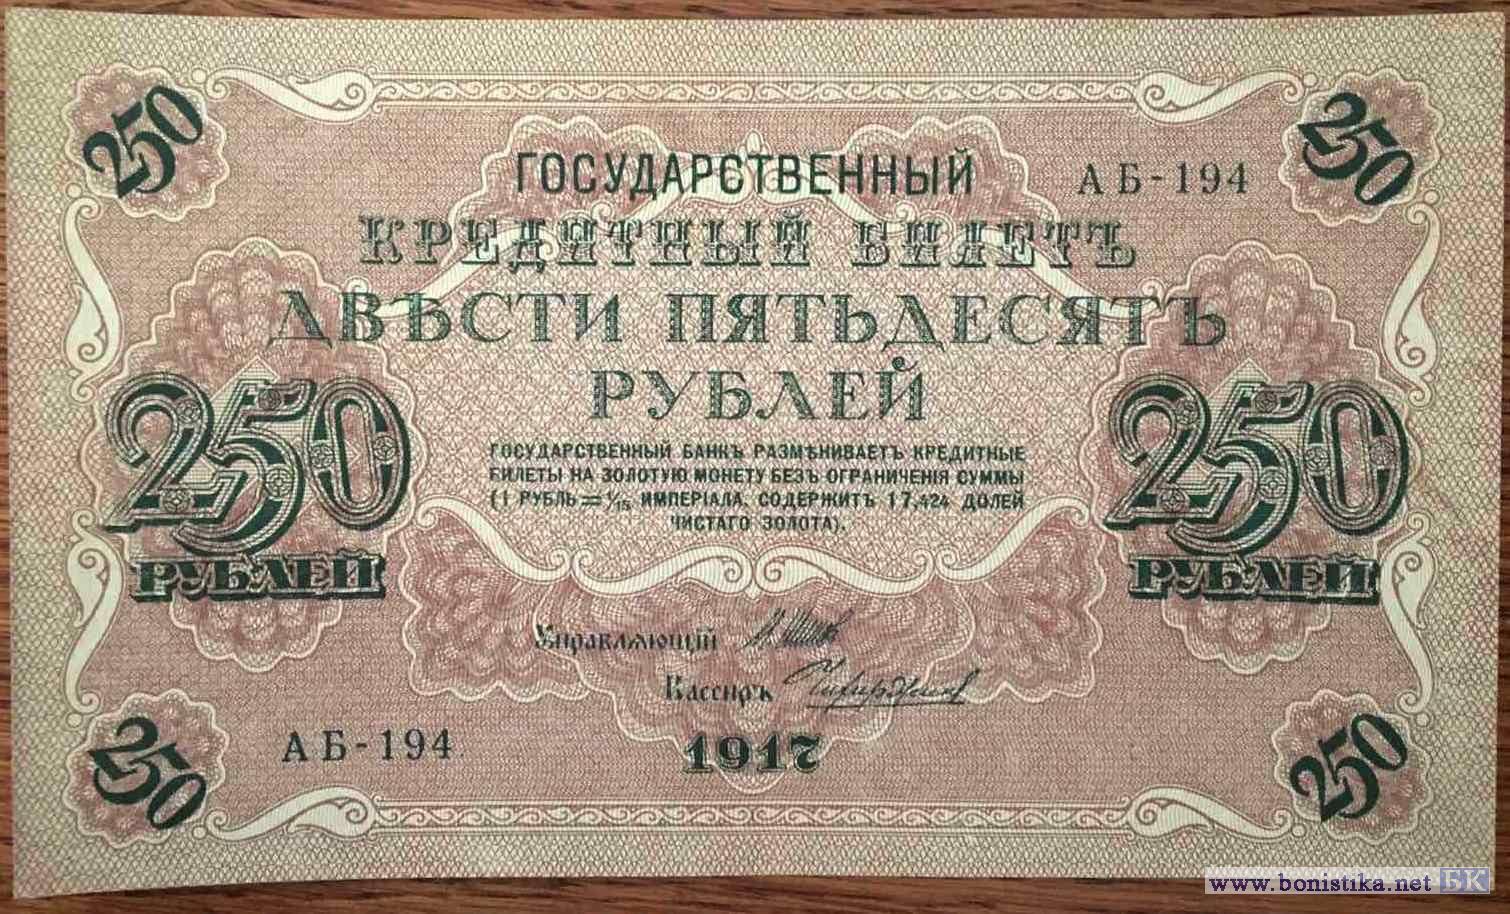 250 250
ГОСУДАРСТВЕННЫЙ
АБ-194
КРЕДИТНЫЙ БИЛЕТЪ
ДВѢСТИ ПЯТЬДЕСЯТЪ
РУБЛЕЙ
250
РУБЛЕЙ
250
РУБЛЕЙ
ГОСУДАРСТВЕННЫЙ БАНКЪ РАЗМѢНИВАЕТЪ КРЕДИТНЫЕ
БИЛЕТЫ НА ЗОЛОТУЮ МОНЕТУ БЕЗЪ ОГРАНИЧЕНІЯ СУММЫ
(1 РУБЛЬ = 1/15 ИМПЕРІАЛА, СОДЕРЖИТЪ 17,424 ДОЛЕЙ
ЧИСТАГО ЗОЛОТА).
Управляющій
Кассиръ
АБ-194
1917
250 250
www.bonistika.net БК